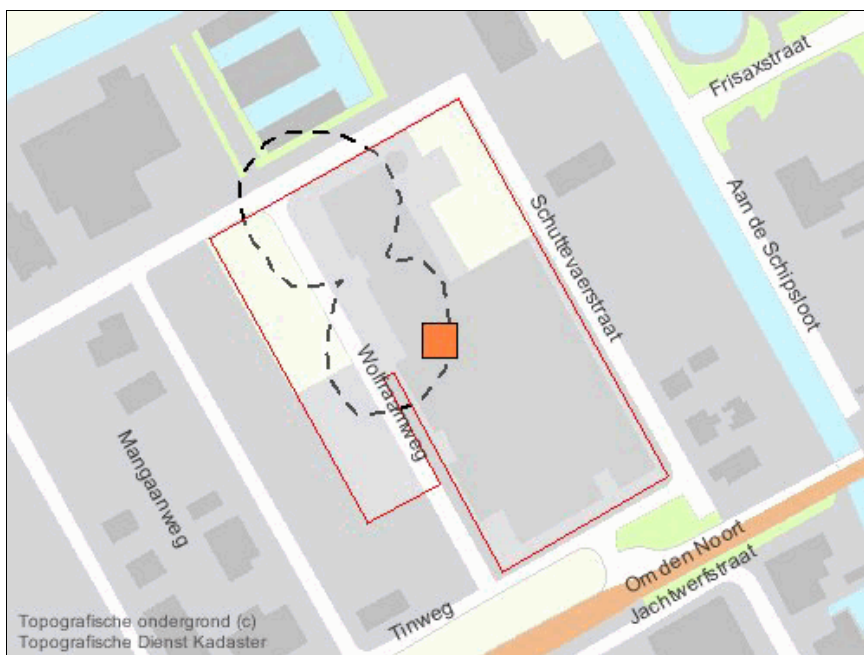 Frisaxstraat
Aan de Schipsloot
Schuttevaerstraat
Wolfraamweg
Mangaanweg
Om den Noort
Jachtwerfstraat
Tinweg
Topografische ondergrond (c)
Topografische Dienst Kadaster